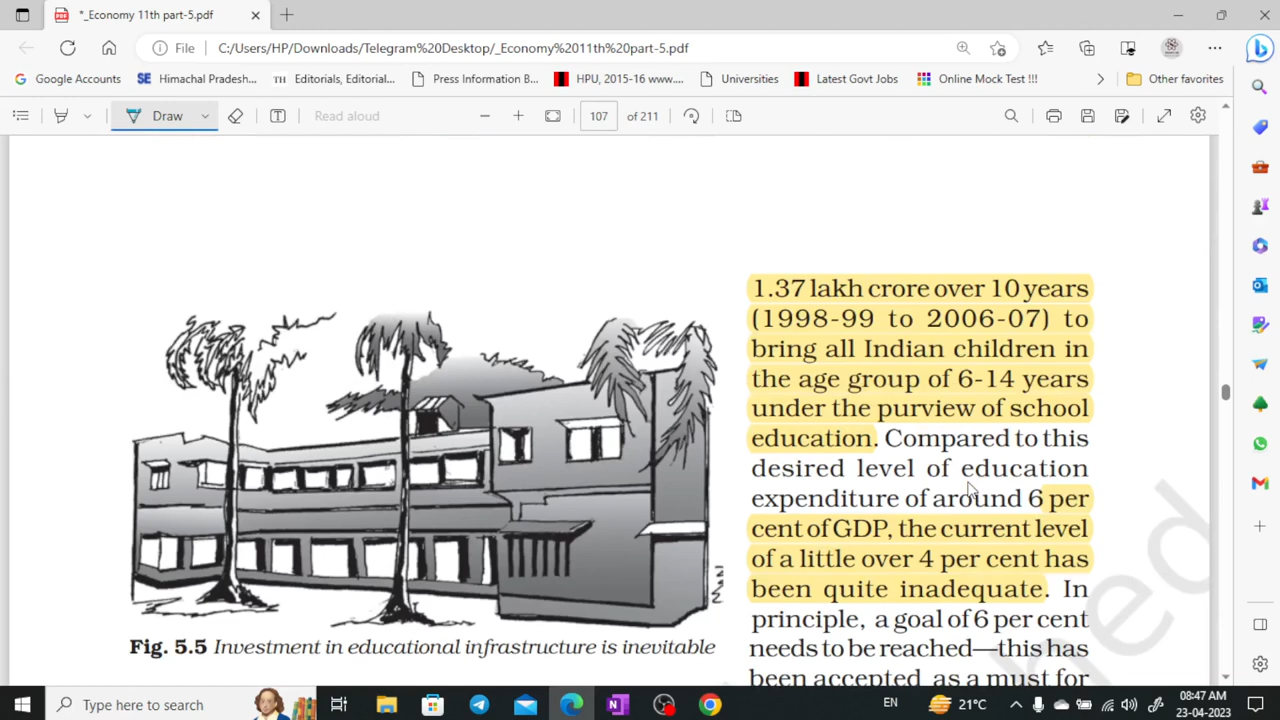 *_Economy 11th part-5.pdf
File C:/Users/HP/Downloads/Telegram%20Desktop/_Economy%2011th%20part-5.pdf
Google Accounts SE Himachal Pradesh... TH Editorials, Editorial... Press Information B... HPU, 2015-16 www.... Universities Latest Govt Jobs Online Mock Test !!! Other favorites
Draw Read aloud 107 of 211
1.37 lakh crore over 10 years
(1998-99 to 2006-07) to
bring all Indian children in
the age group of 6-14 years
under the purview of school
education. Compared to this
desired level of education
expenditure of around 6 per
cent of GDP, the current level
of a little over 4 per cent has
been quite inadequate. In
principle, a goal of 6 per cent
needs to be reached—this has
been accepted as a must for
Fig. 5.5 Investment in educational infrastructure is inevitable
hed
Type here to search EN 21°C 08:47 AM
23-04-2023